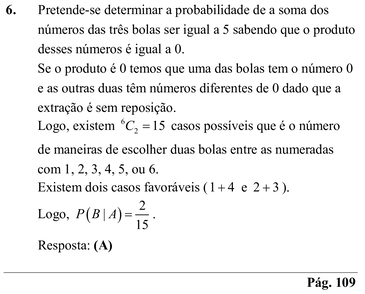 6. Pretende-se determinar a probabilidade de a soma dos
números das três bolas ser igual a 5 sabendo que o produto
desses números é igual a 0.
Se o produto é 0 temos que uma das bolas tem o número 0
e as outras duas têm números diferentes de 0 dado que a
extração é sem reposição.
Logo, existem ⁶C₂ = 15 casos possíveis que é o número
de maneiras de escolher duas bolas entre as numeradas
com 1, 2, 3, 4, 5, ou 6.
Existem dois casos favoráveis ( 1 + 4 e 2 + 3 ).
Logo, P(B | A) = 2/15 .
Resposta: (A)
Pág. 109